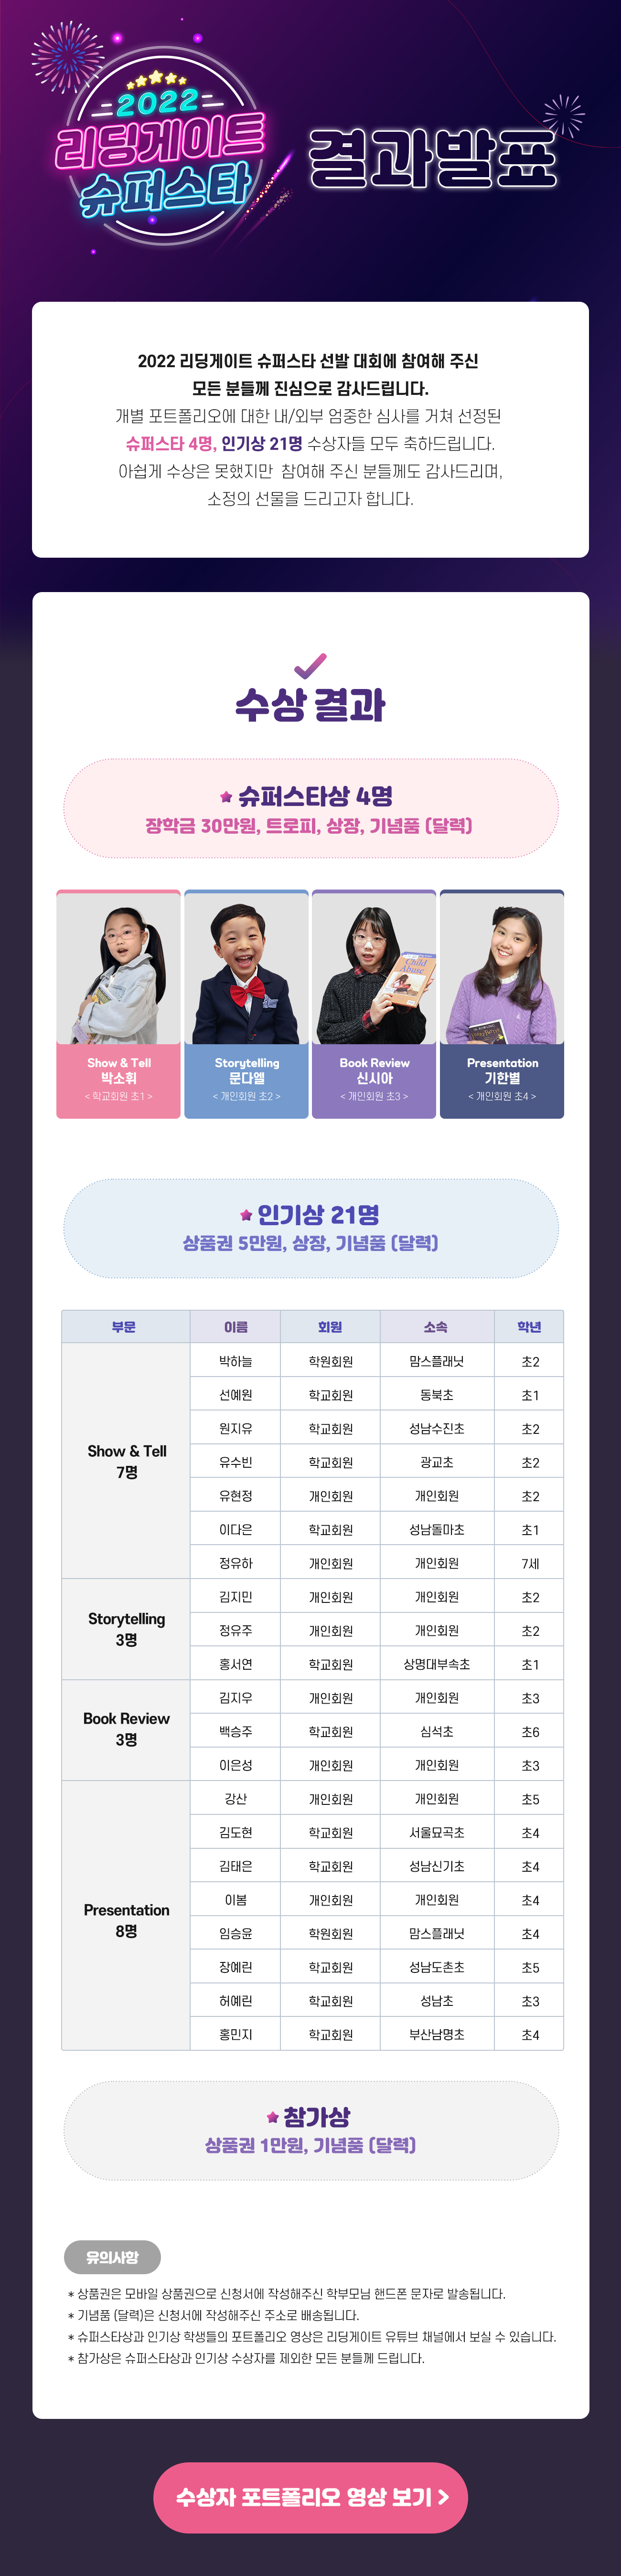 2022
리딩게이트
슈퍼스타
결과발표
2022 리딩게이트 슈퍼스타 선발 대회에 참여해 주신
모든 분들께 진심으로 감사드립니다.
개별 포트폴리오에 대한 내/외부 엄중한 심사를 거쳐 선정된
슈퍼스타 4명, 인기상 21명 수상자들 모두 축하드립니다.
아쉽게 수상은 못했지만 참여해 주신 분들께도 감사드리며,
소정의 선물을 드리고자 합니다.
수상 결과
슈퍼스타상 4명
장학금 30만원, 트로피, 상장, 기념품 (달력)
Child Abuse
Show & Tell
박소휘
< 학교회원 초1 >
Storytelling
문다엘
< 개인회원 초2 >
Book Review
신시아
< 개인회원 초3 >
Presentation
기한별
< 개인회원 초4 >
인기상 21명
상품권 5만원, 상장, 기념품 (달력)
부문 이름 회원 소속 학년
Show & Tell
7명
박하늘 학원회원 맘스플래닛 초2
선예원 학교회원 동북초 초1
원지유 학교회원 성남수진초 초2
유수빈 학교회원 광교초 초2
유현정 개인회원 개인회원 초2
이다은 학교회원 성남돌마초 초1
정유하 개인회원 개인회원 7세
Storytelling
3명
김지민 개인회원 개인회원 초2
정유주 개인회원 개인회원 초2
홍서연 학교회원 상명대부속초 초1
Book Review
3명
김지우 개인회원 개인회원 초3
백승주 학교회원 심석초 초6
이은성 개인회원 개인회원 초3
Presentation
8명
강산 개인회원 개인회원 초5
김도현 학교회원 서울묘곡초 초4
김태은 학교회원 성남신기초 초4
이봄 개인회원 개인회원 초4
임승윤 학원회원 맘스플래닛 초4
장예린 학교회원 성남도촌초 초5
허예린 학교회원 성남초 초3
홍민지 학교회원 부산남명초 초4
참가상
상품권 1만원, 기념품 (달력)
유의사항
* 상품권은 모바일 상품권으로 신청서에 작성해주신 학부모님 핸드폰 문자로 발송됩니다.
* 기념품 (달력)은 신청서에 작성해주신 주소로 배송됩니다.
* 슈퍼스타상과 인기상 학생들의 포트폴리오 영상은 리딩게이트 유튜브 채널에서 보실 수 있습니다.
* 참가상은 슈퍼스타상과 인기상 수상자를 제외한 모든 분들께 드립니다.
수상자 포트폴리오 영상 보기 >